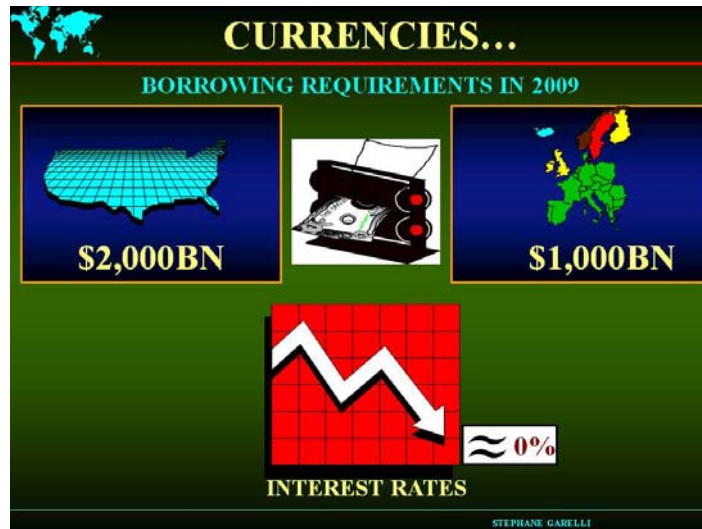 CURRENCIES…
BORROWING REQUIREMENTS IN 2009
$2,000BN
$1,000BN
≈ 0%
INTEREST RATES
STEPHANE GARELLI